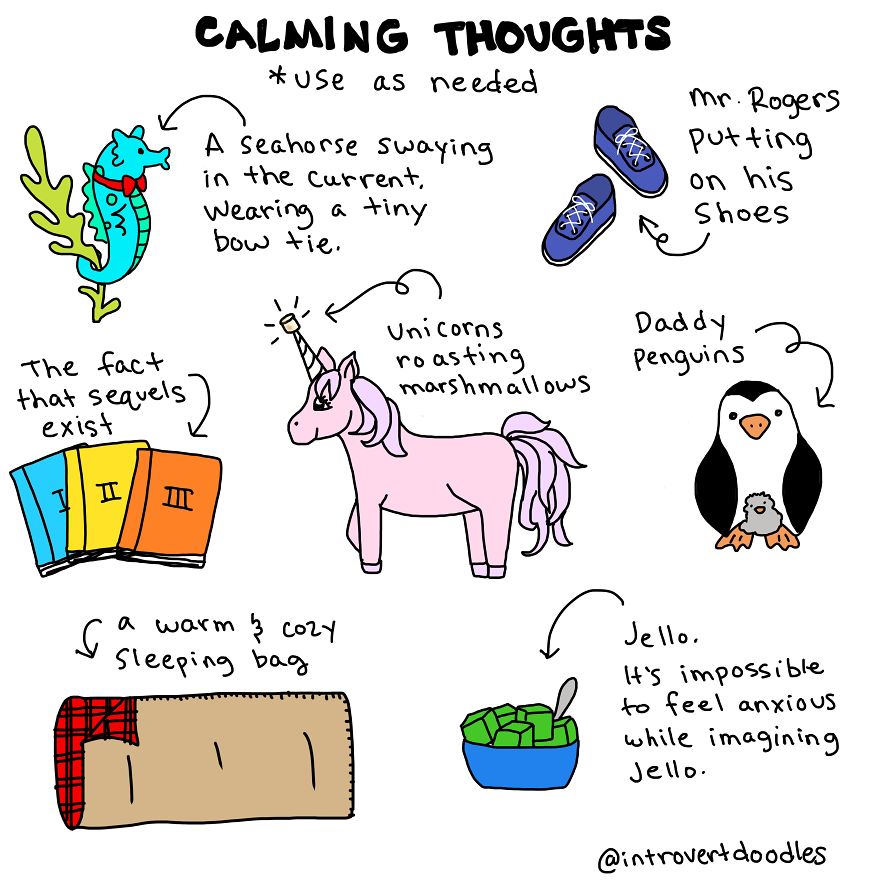 CALMING THOUGHTS
*use as needed
A seahorse swaying
in the current,
wearing a tiny
bow tie.
Mr. Rogers
putting
on his
shoes
Unicorns
roasting
marshmallows
Daddy
penguins
The fact
that sequels
exist
I
II
III
a warm & cozy
sleeping bag
Jello.
It's impossible
to feel anxious
while imagining
Jello.
@introvertdoodles